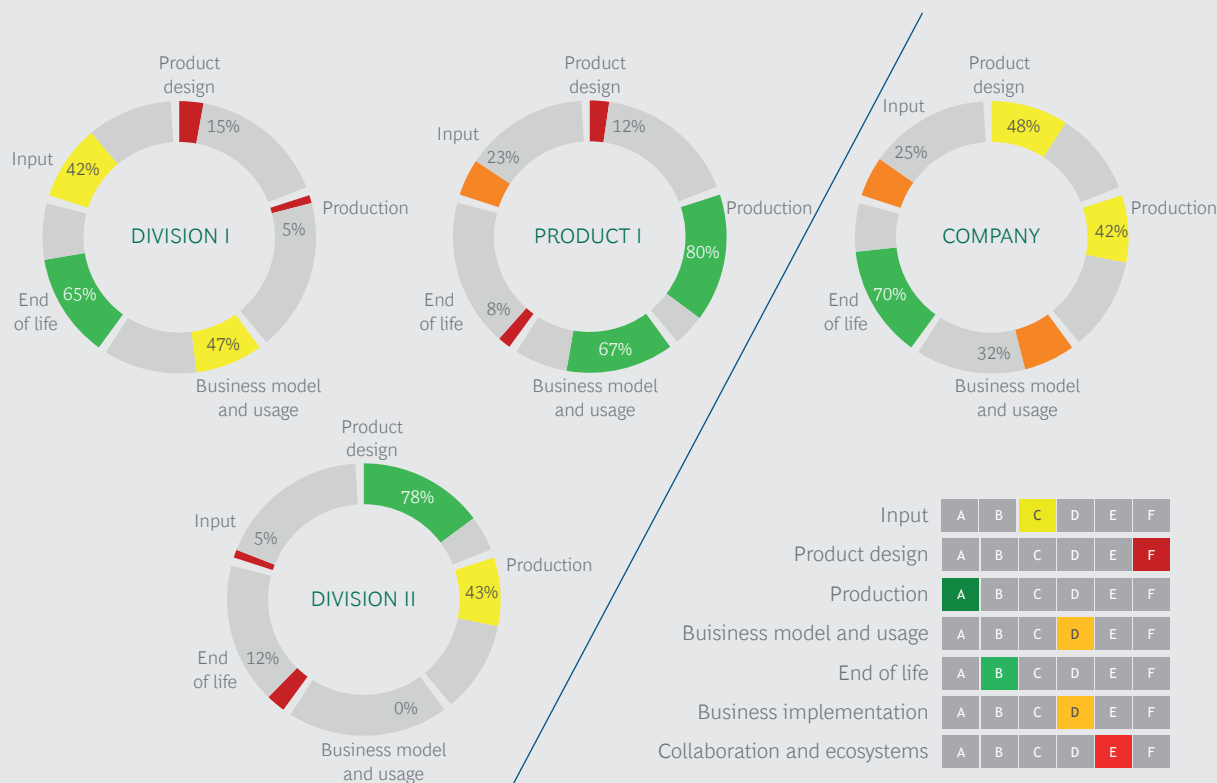 Product
design
15%
Input
42%
Production
5%
DIVISION I
End
of life
65%
47%
Business model
and usage
Product
design
12%
Input
23%
Production
80%
PRODUCT I
End
of life
8%
67%
Business model
and usage
Product
design
48%
Input
25%
Production
42%
COMPANY
End
of life
70%
32%
Business model
and usage
Product
design
78%
Input
5%
Production
43%
DIVISION II
End
of life
12%
0%
Business model
and usage
Input A B C D E F
Product design A B C D E F
Production A B C D E F
Buisiness model and usage A B C D E F
End of life A B C D E F
Business implementation A B C D E F
Collaboration and ecosystems A B C D E F